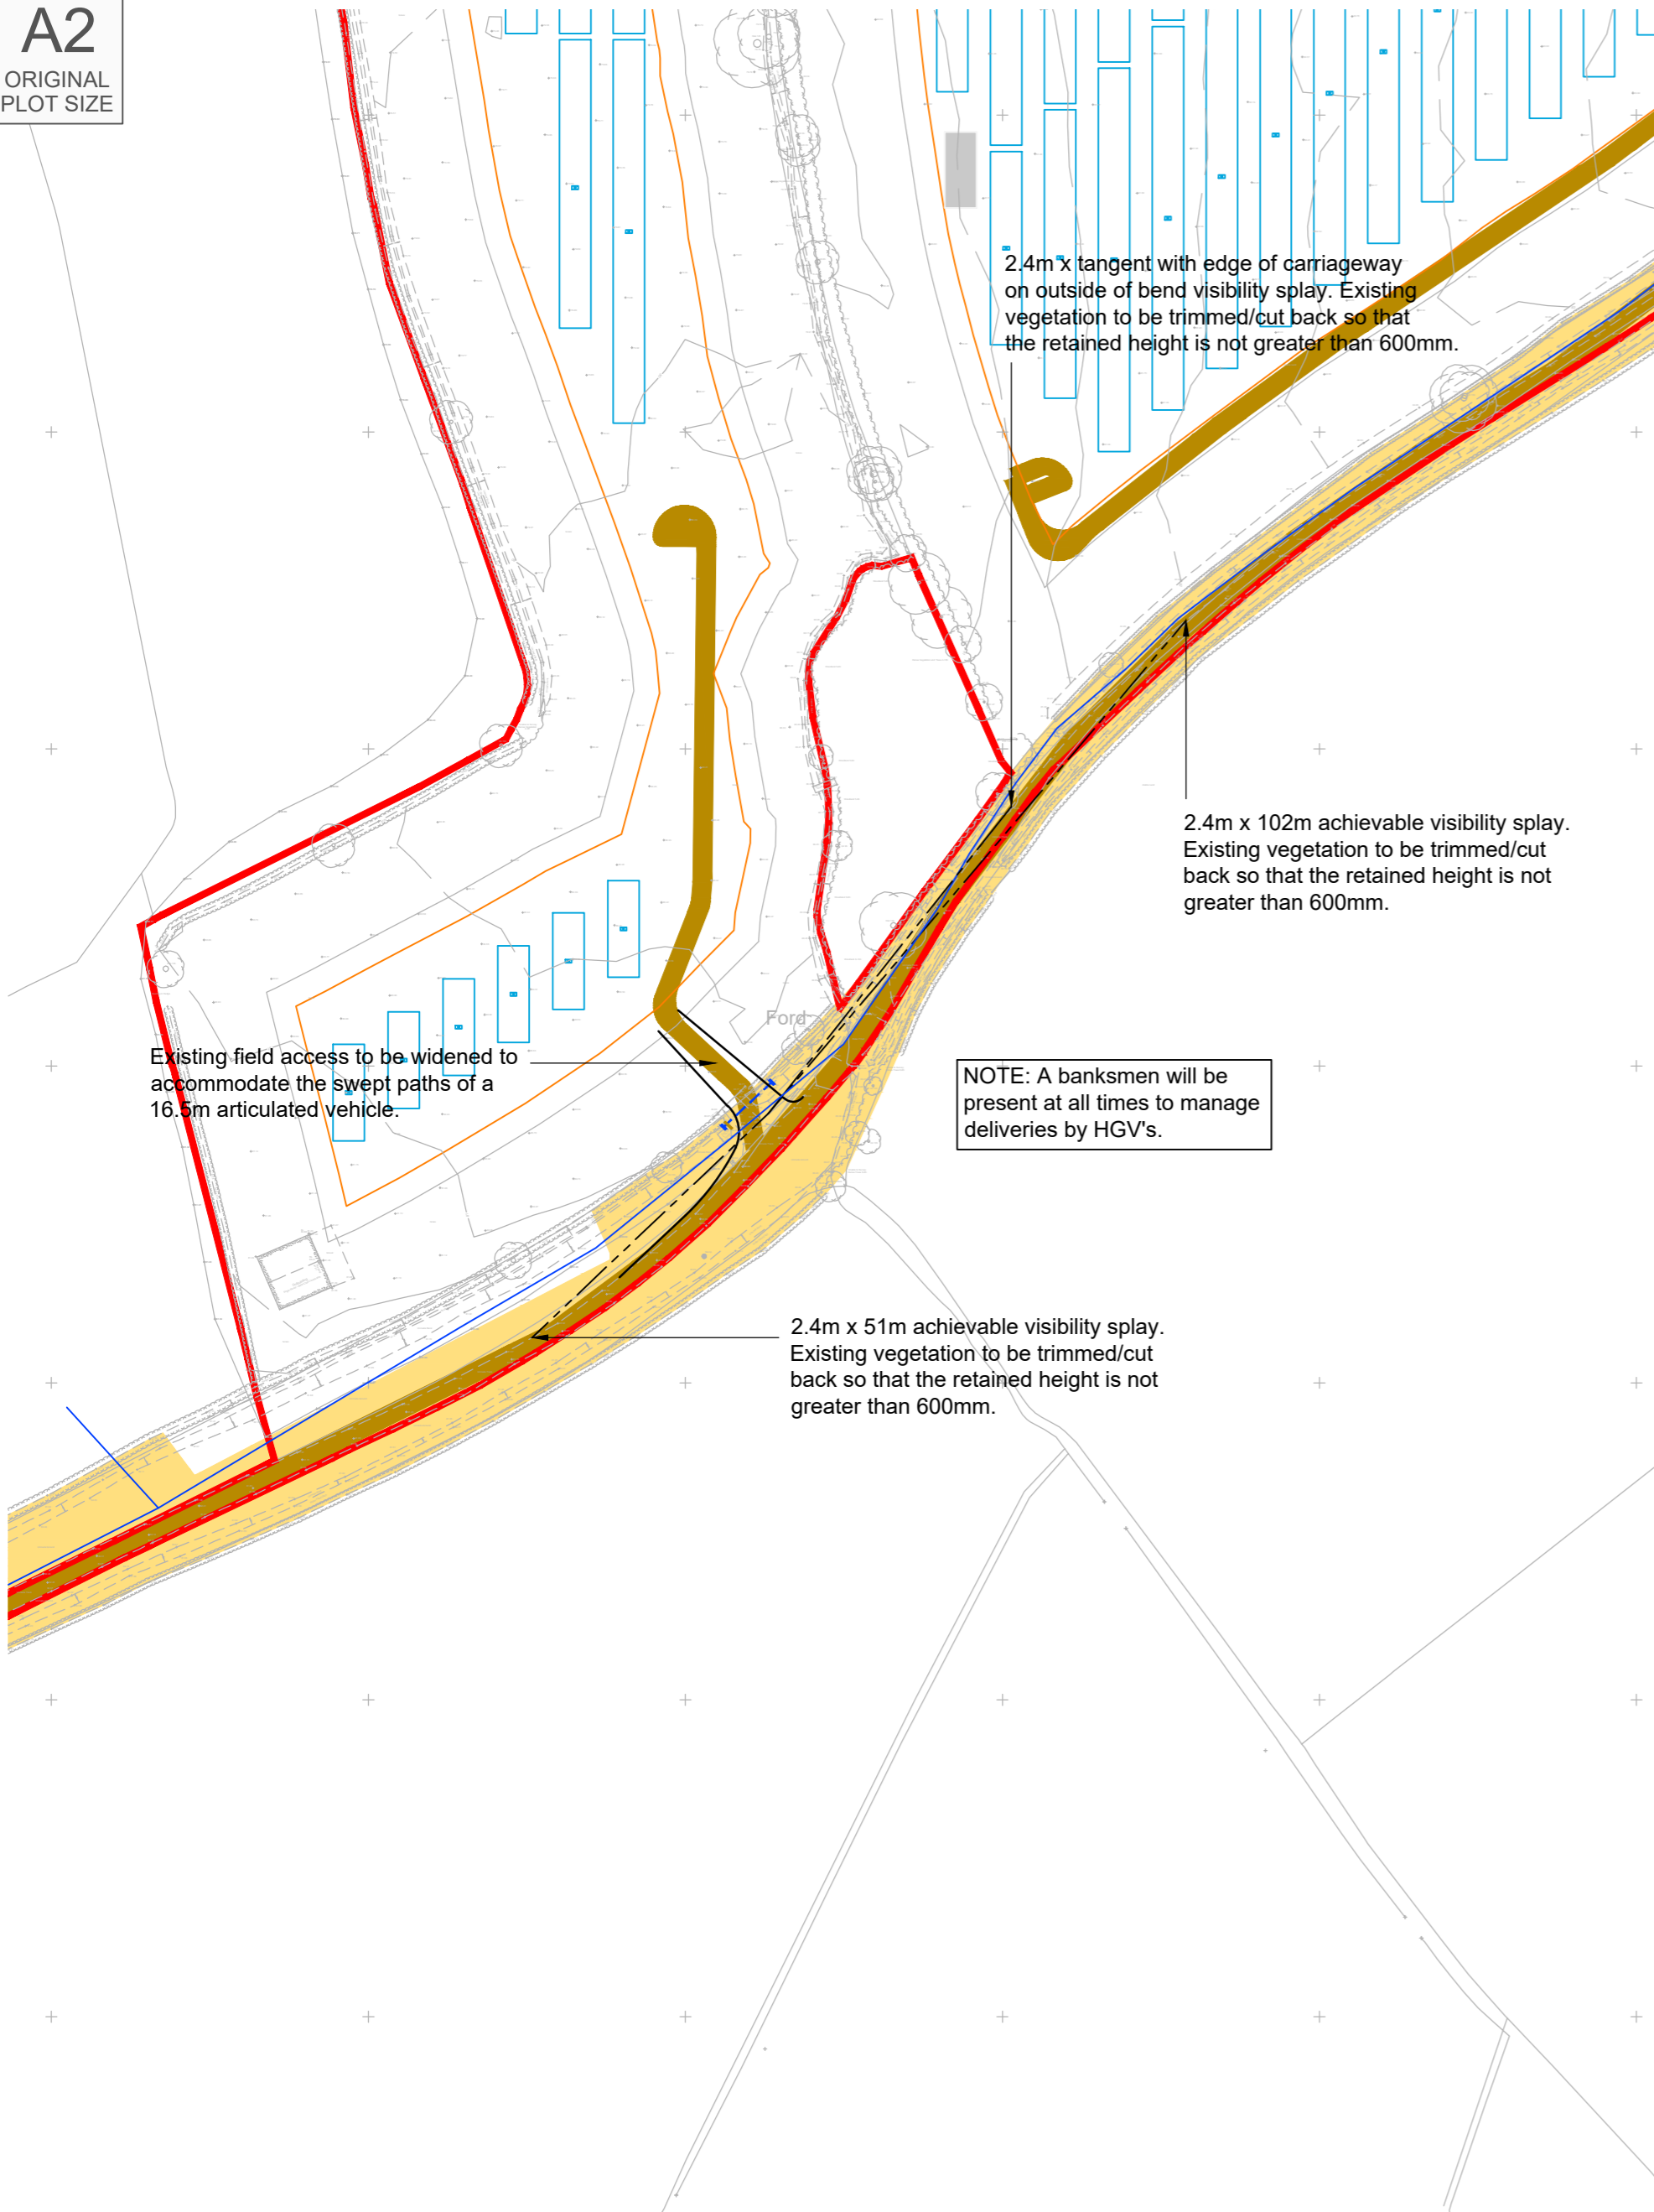 A2
ORIGINAL
PLOT SIZE
2.4m x tangent with edge of carriageway
on outside of bend visibility splay. Existing
vegetation to be trimmed/cut back so that
the retained height is not greater than 600mm.
2.4m x 102m achievable visibility splay.
Existing vegetation to be trimmed/cut
back so that the retained height is not
greater than 600mm.
Ford
Existing field access to be widened to
accommodate the swept paths of a
16.5m articulated vehicle.
NOTE: A banksmen will be
present at all times to manage
deliveries by HGV's.
2.4m x 51m achievable visibility splay.
Existing vegetation to be trimmed/cut
back so that the retained height is not
greater than 600mm.